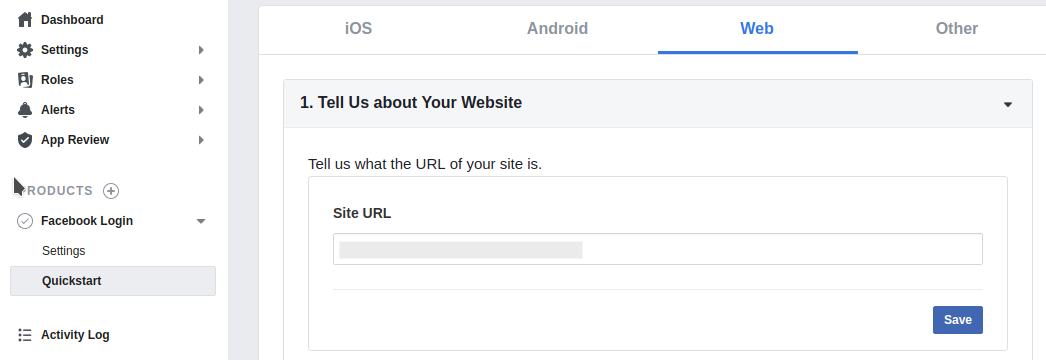 Dashboard
Settings
Roles
Alerts
App Review
RODUCTS
Facebook Login
Settings
Quickstart
Activity Log
iOS
Android
Web
Other
1. Tell Us about Your Website
Tell us what the URL of your site is.
Site URL
Save